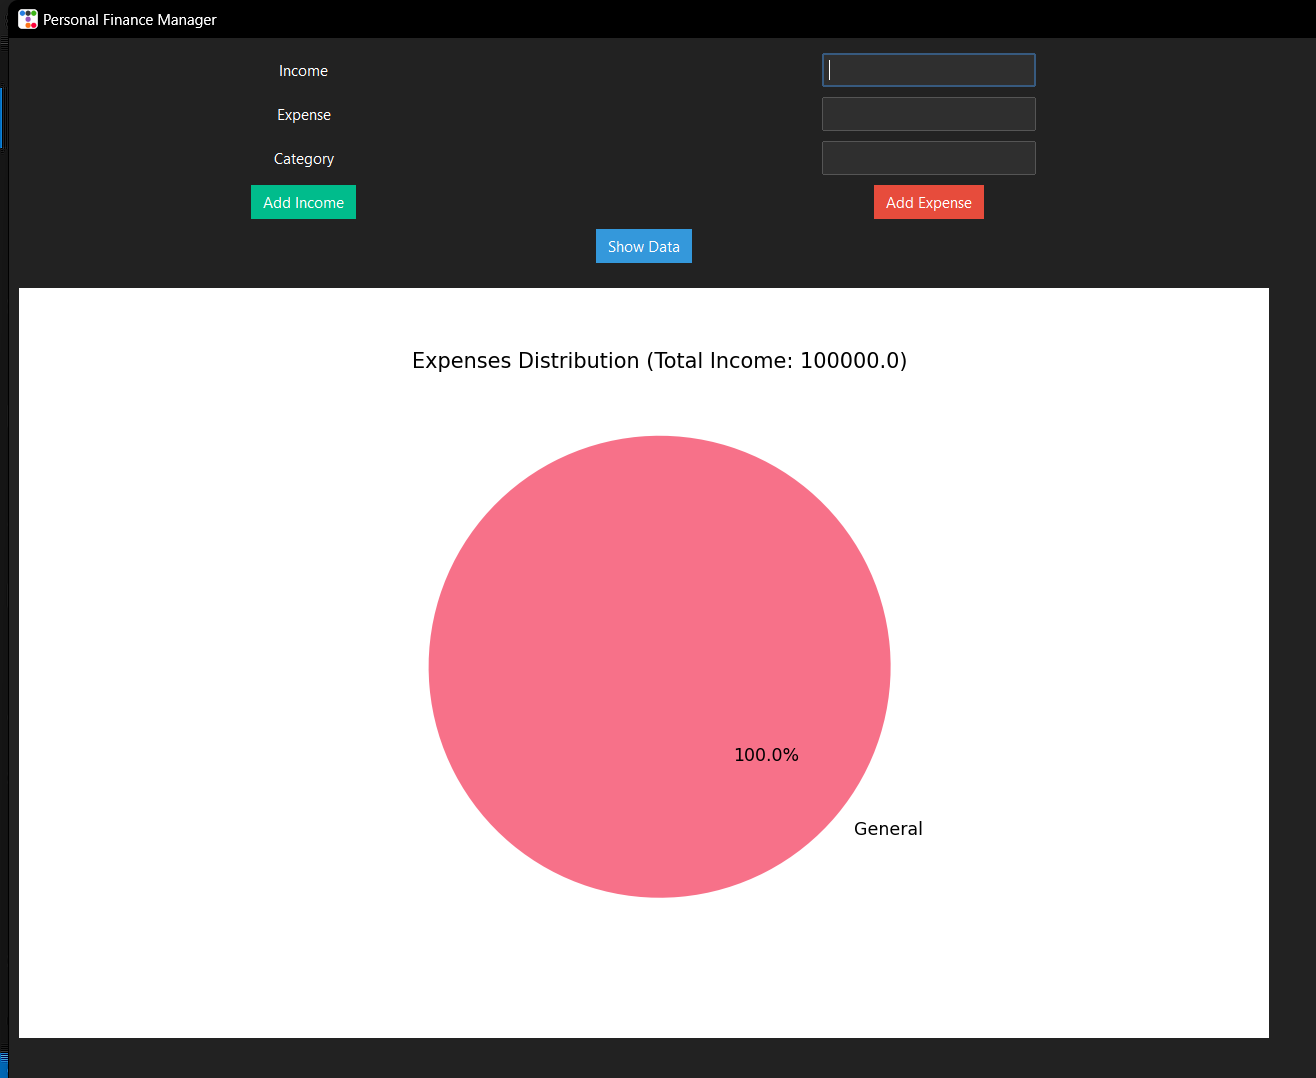 Personal Finance Manager
Income
Expense
Category
Add Income
Add Expense
Show Data
Expenses Distribution (Total Income: 100000.0)
100.0%
General